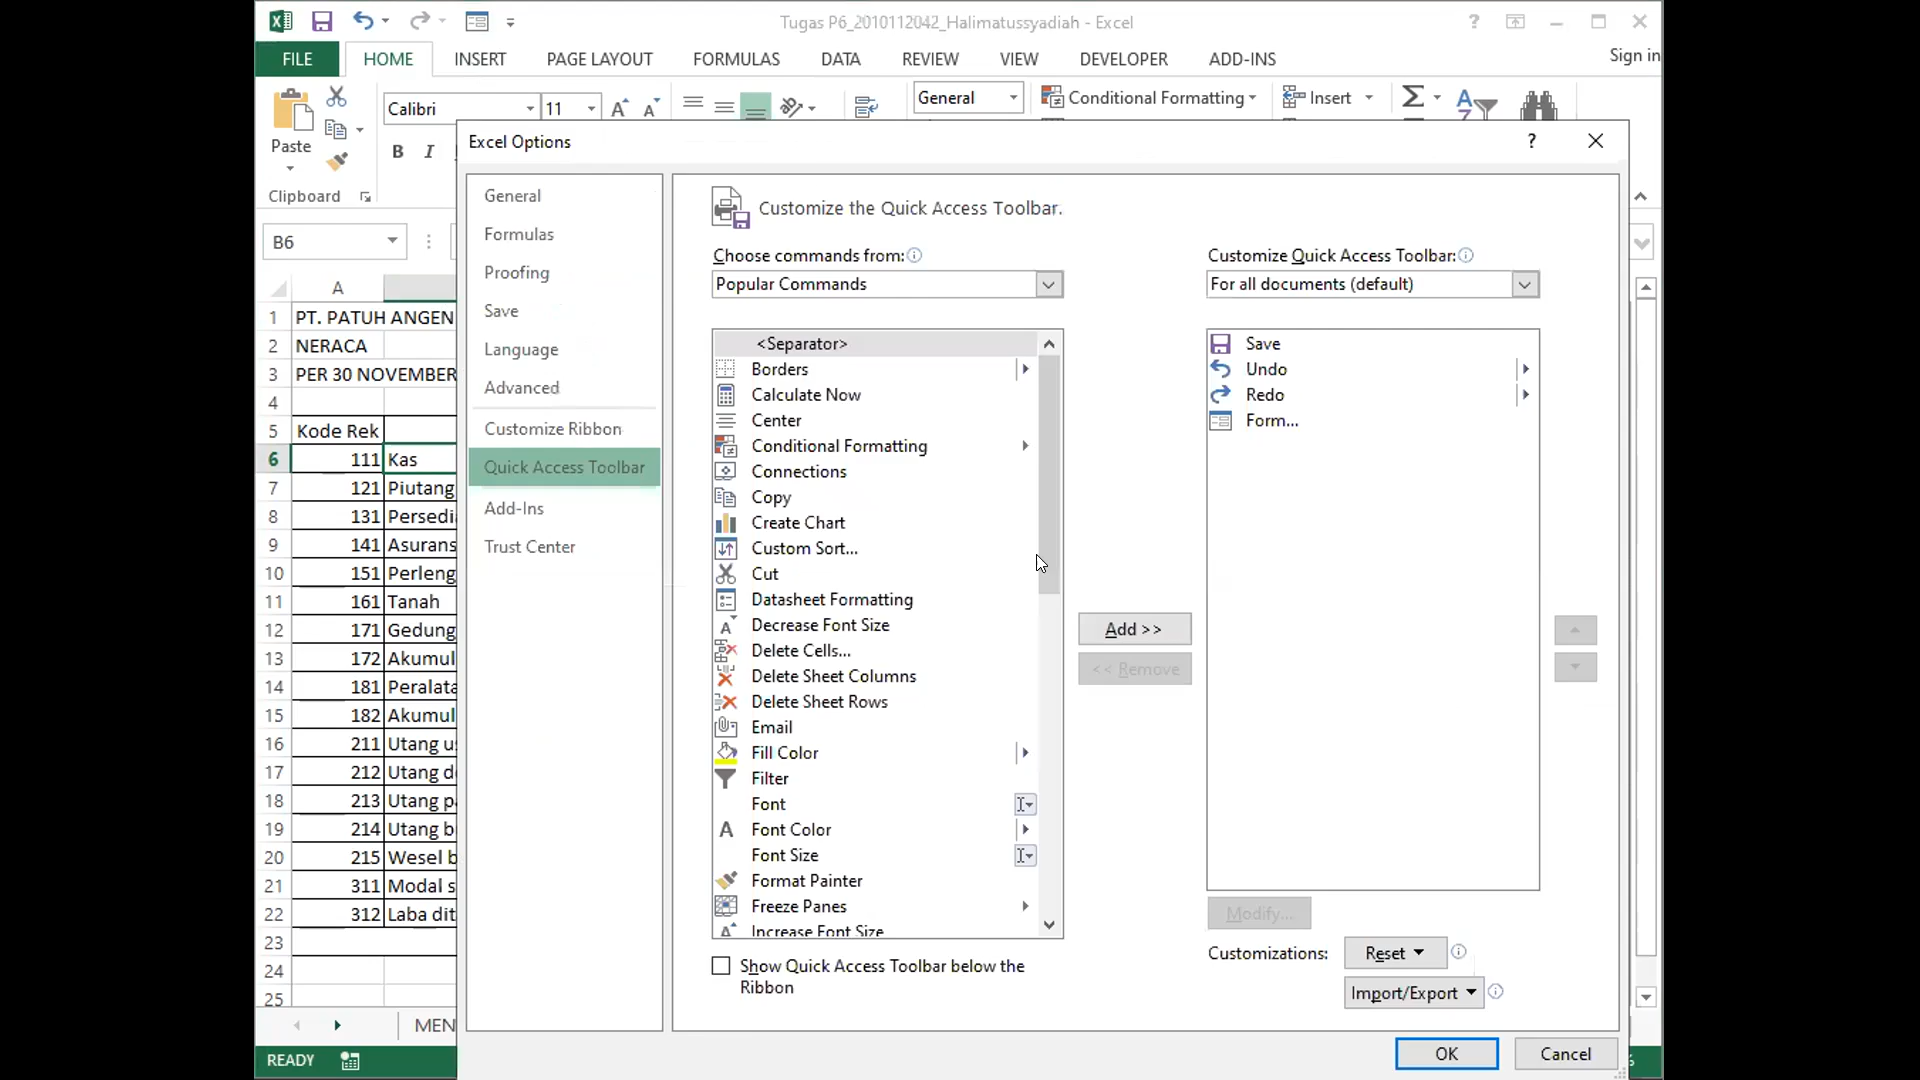 Tugas P6_2010112042_Halimatussyadiah - Excel
?
FILE
HOME
INSERT
PAGE LAYOUT
FORMULAS
DATA
REVIEW
VIEW
DEVELOPER
ADD-INS
Sign in
Paste
Clipboard
Calibri
11
B
I
General
Conditional Formatting
Insert
B6
A
1 PT. PATUH ANGEN
2 NERACA
3 PER 30 NOVEMBER
4
5 Kode Rek
6 111 Kas
7 121 Piutang
8 131 Persedi
9 141 Asurans
10 151 Perleng
11 161 Tanah
12 171 Gedung
13 172 Akumul
14 181 Peralata
15 182 Akumul
16 211 Utang u
17 212 Utang d
18 213 Utang p
19 214 Utang b
20 215 Wesel b
21 311 Modal s
22 312 Laba dit
23
24
25
MEN
READY
Excel Options
?
General
Formulas
Proofing
Save
Language
Advanced
Customize Ribbon
Quick Access Toolbar
Add-Ins
Trust Center
Customize the Quick Access Toolbar.
Choose commands from:
Popular Commands
<Separator>
Borders
Calculate Now
Center
Conditional Formatting
Connections
Copy
Create Chart
Custom Sort...
Cut
Datasheet Formatting
Decrease Font Size
Delete Cells...
Delete Sheet Columns
Delete Sheet Rows
Email
Fill Color
Filter
Font
Font Color
Font Size
Format Painter
Freeze Panes
Increase Font Size
Show Quick Access Toolbar below the
Ribbon
Add >>
<< Remove
Customize Quick Access Toolbar:
For all documents (default)
Save
Undo
Redo
Form...
Modify...
Customizations:
Reset
Import/Export
OK
Cancel